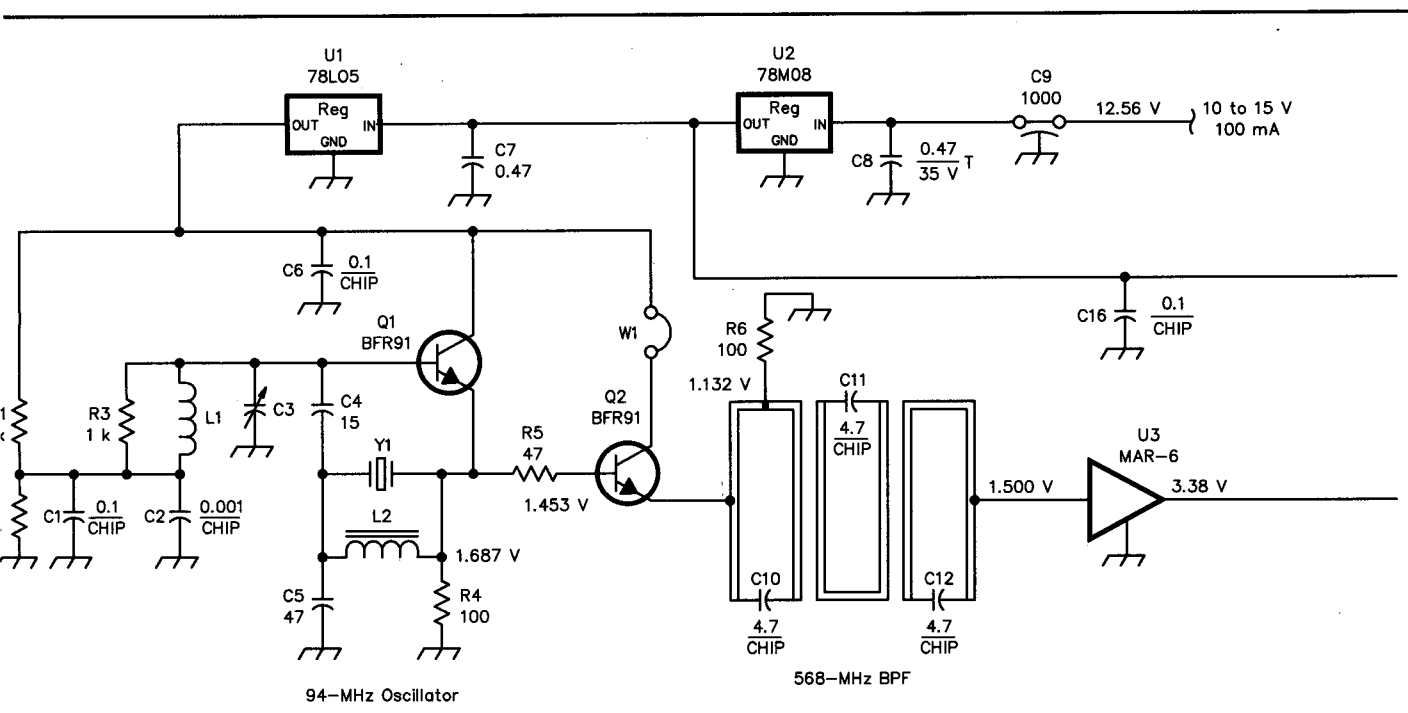 U1
78L05
Reg
OUT
IN
GND
C7
0.47
U2
78M08
Reg
OUT
IN
GND
C8
0.47
35 V
T
C9
1000
12.56 V
10 to 15 V
100 mA
C6
0.1
CHIP
Q1
BFR91
W1
R6
100
C16
0.1
CHIP
R3
1 k
L1
C3
C4
15
Y1
R5
47
1.453 V
Q2
BFR91
1.132 V
C11
4.7
CHIP
U3
MAR-6
1.500 V
3.38 V
C1
0.1
CHIP
C2
0.001
CHIP
L2
1.687 V
C5
47
R4
100
C10
4.7
CHIP
C12
4.7
CHIP
94-MHz Oscillator
568-MHz BPF